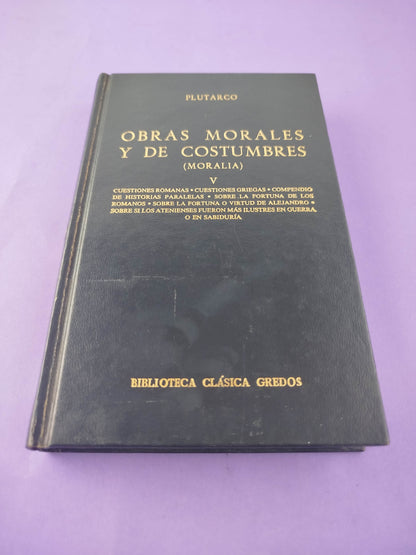 PLUTARCO
OBRAS MORALES
Y DE COSTUMBRES
(MORALIA)
V
CUESTIONES ROMANAS • CUESTIONES GRIEGAS • COMPENDIO
DE HISTORIAS PARALELAS • SOBRE LA FORTUNA DE LOS
ROMANOS • SOBRE LA FORTUNA O VIRTUD DE ALEJANDRO •
SOBRE SI LOS ATENIENSES FUERON MÁS ILUSTRES EN GUERRA
O EN SABIDURÍA
BIBLIOTECA CLÁSICA GREDOS